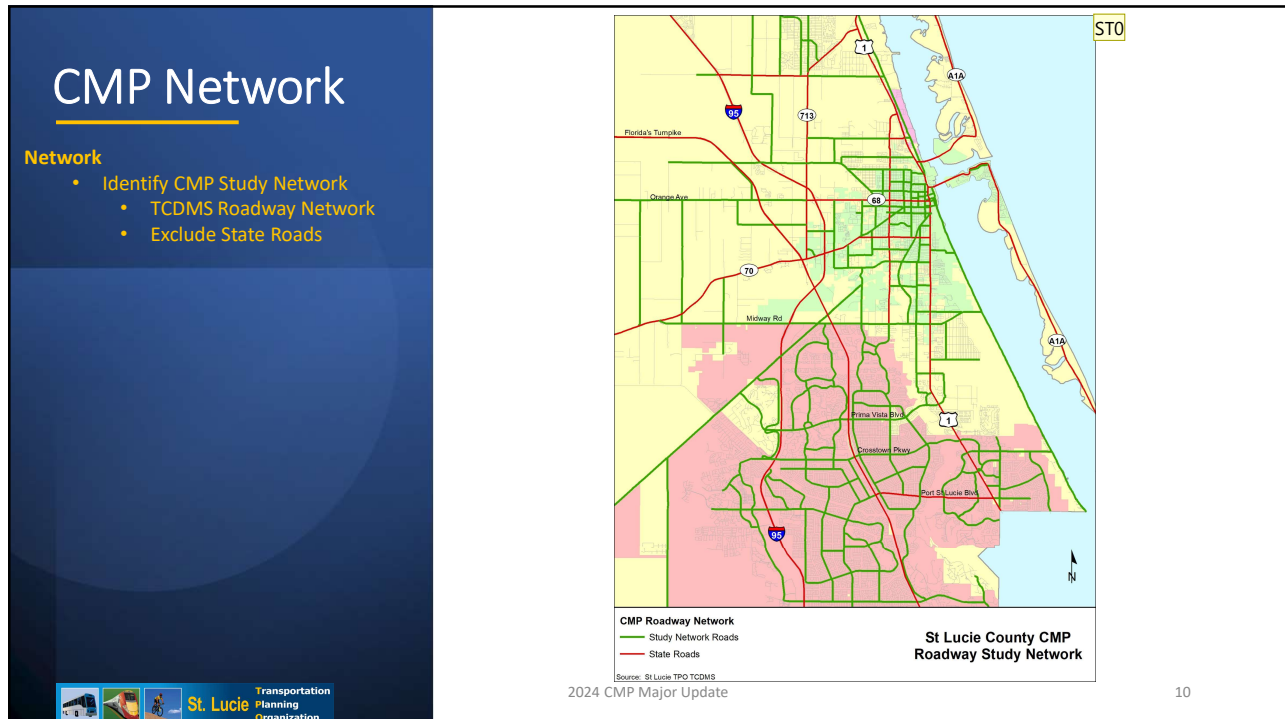 CMP Network
Network
• Identify CMP Study Network
• TCDMS Roadway Network
• Exclude State Roads
St. Lucie
Transportation
Planning
Organization
ST0
1
A1A
95
713
Florida's Turnpike
Orange Ave
68
70
Midway Rd
A1A
Prima Vista Blvd
1
Crosstown Pkwy
Port St Lucie Blvd
95
N
CMP Roadway Network
Study Network Roads
State Roads
St Lucie County CMP
Roadway Study Network
Source: St Lucie TPO TCDMS
2024 CMP Major Update
10